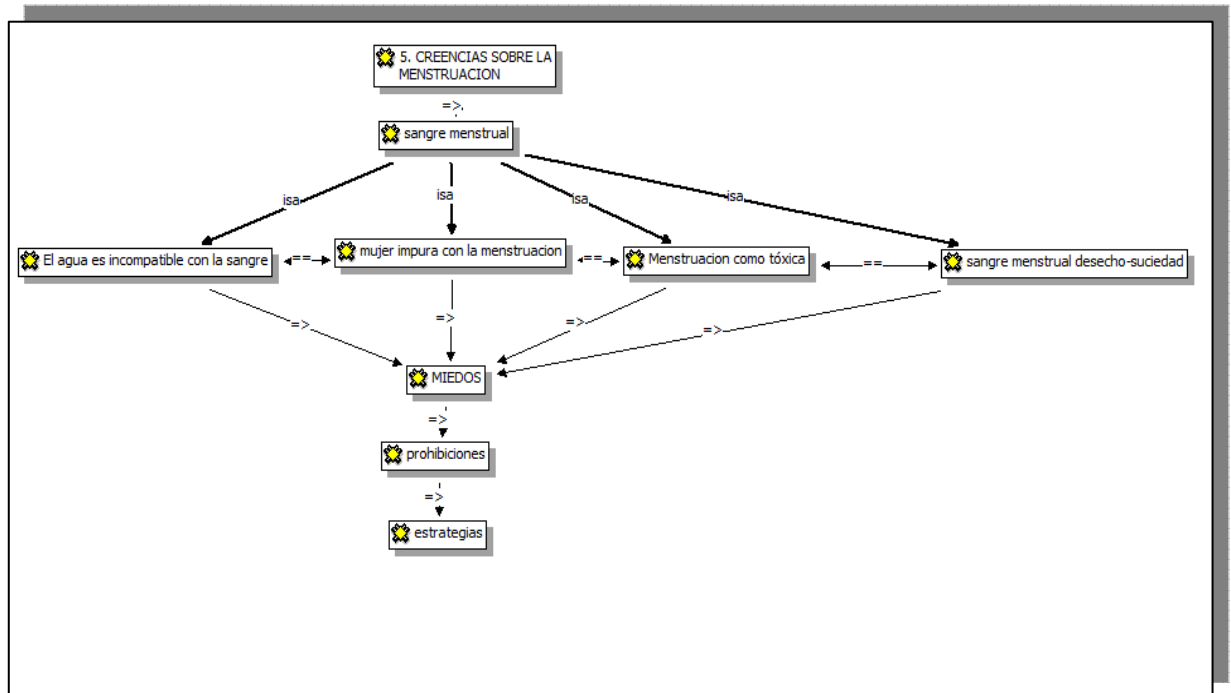 5. CREENCIAS SOBRE LA
MENSTRUACION
=>
sangre menstrual
isa
isa
isa
isa
El agua es incompatible con la sangre
==
mujer impura con la menstruacion
==
Menstruacion como tóxica
==
sangre menstrual desecho-suciedad
=>
=>
=>
=>
MIEDOS
=>
prohibiciones
=>
estrategias